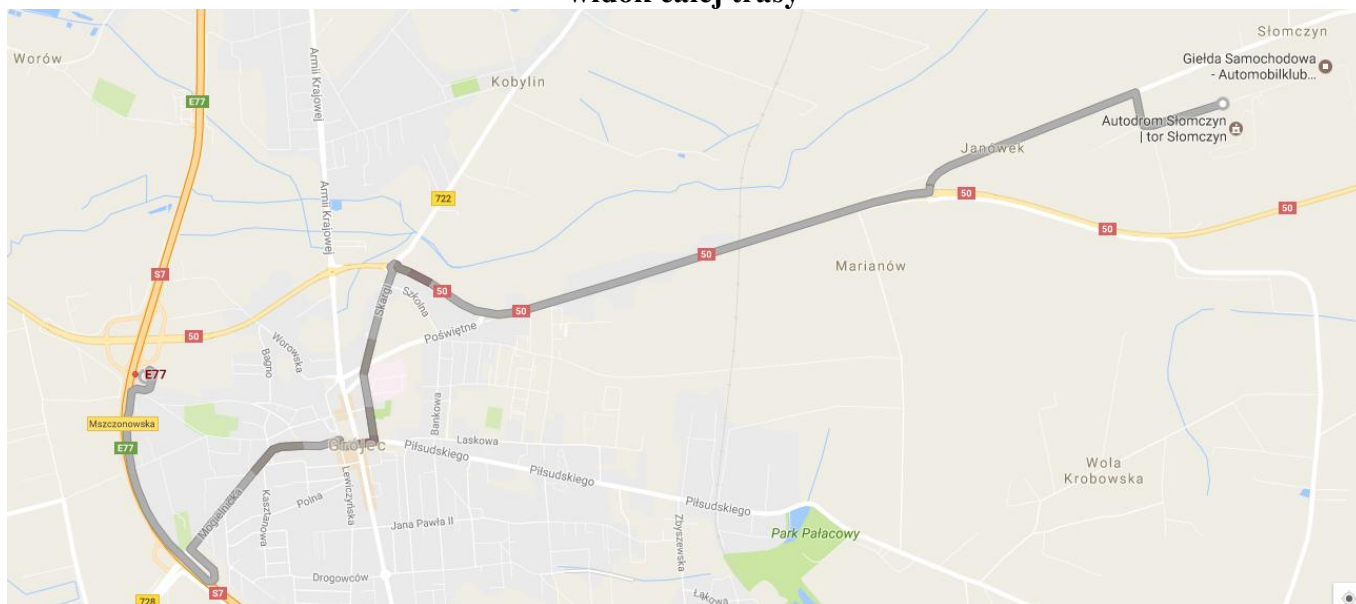 widok całej trasy
Słomczyn
Worów
Giełda Samochodowa
- Automobilklub...
Armii Krajowej
Kobylin
E77
Autodrom Słomczyn
| tor Słomczyn
Janówek
Armii Krajowej
722
50
50
50
50
Marianów
S7
Skargi
Szkolna
50
50
50
Poświętne
Worowska
Bagno
E77
Mszczonowska
Bankowa
E77
Grójec
Laskowa
Piłsudskiego
Wola
Krobowska
Lewiczyńska
Mogielnicka
Polna
Kasztanowa
Piłsudskiego
Piłsudskiego
Jana Pawła II
Zbyszewska
Park Pałacowy
Drogowców
S7
728
Łąkowa